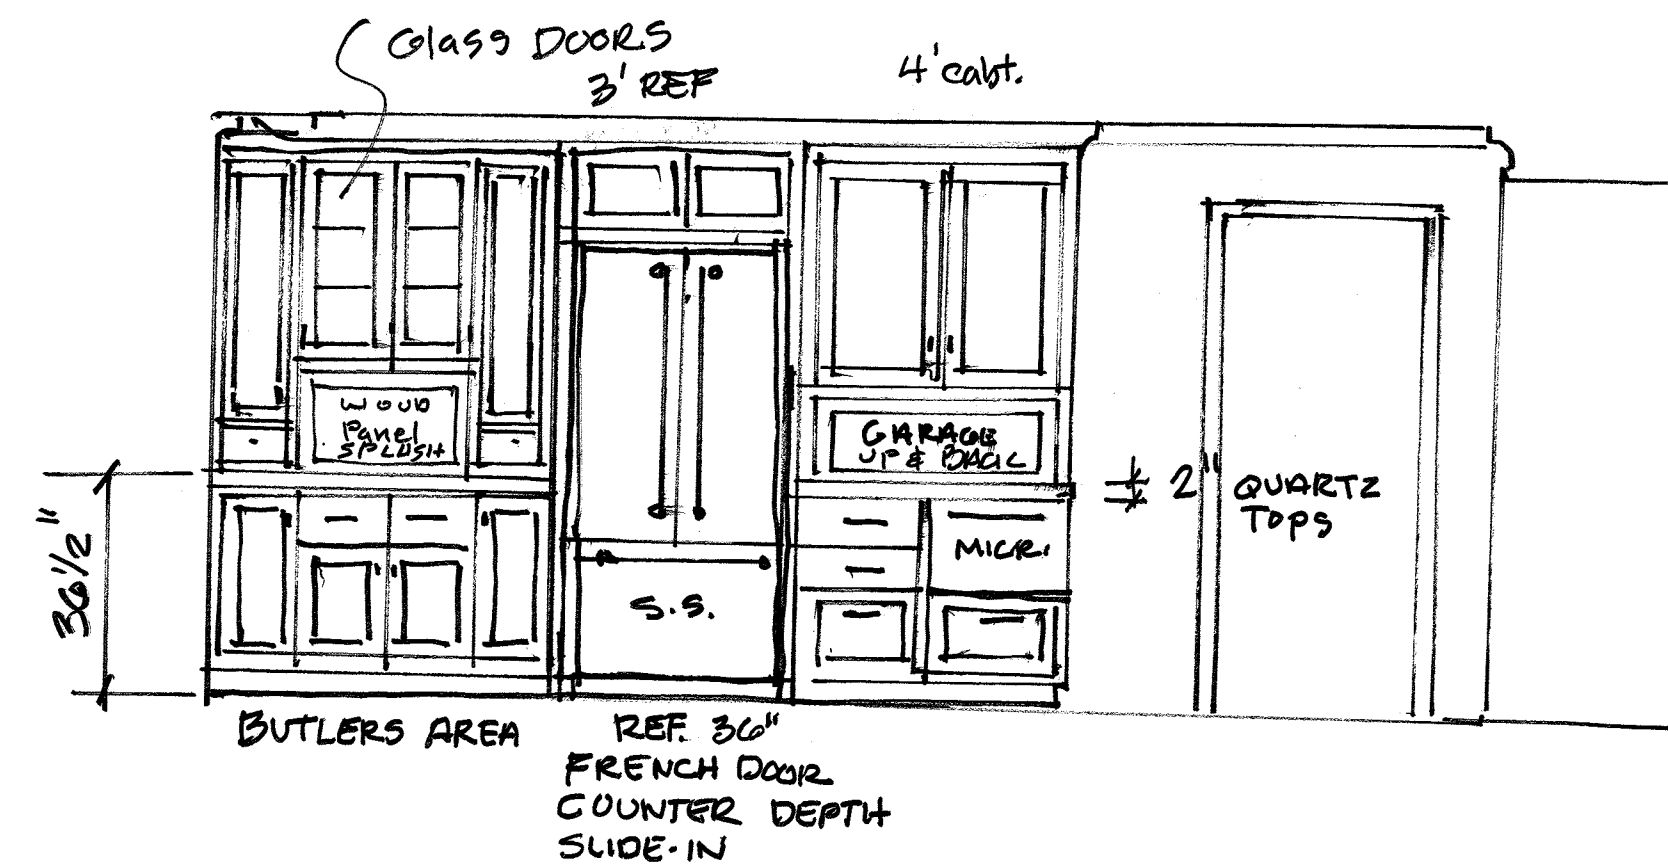 Glass DOORS
3' REF
4' cabt.
WOOD
Panel
SPLASH
GARAGE
UP & BACK
2" QUARTZ
TOPS
MICR.
36 1/2"
S.S.
BUTLERS AREA
REF. 36"
FRENCH DOOR
COUNTER DEPTH
SLIDE-IN